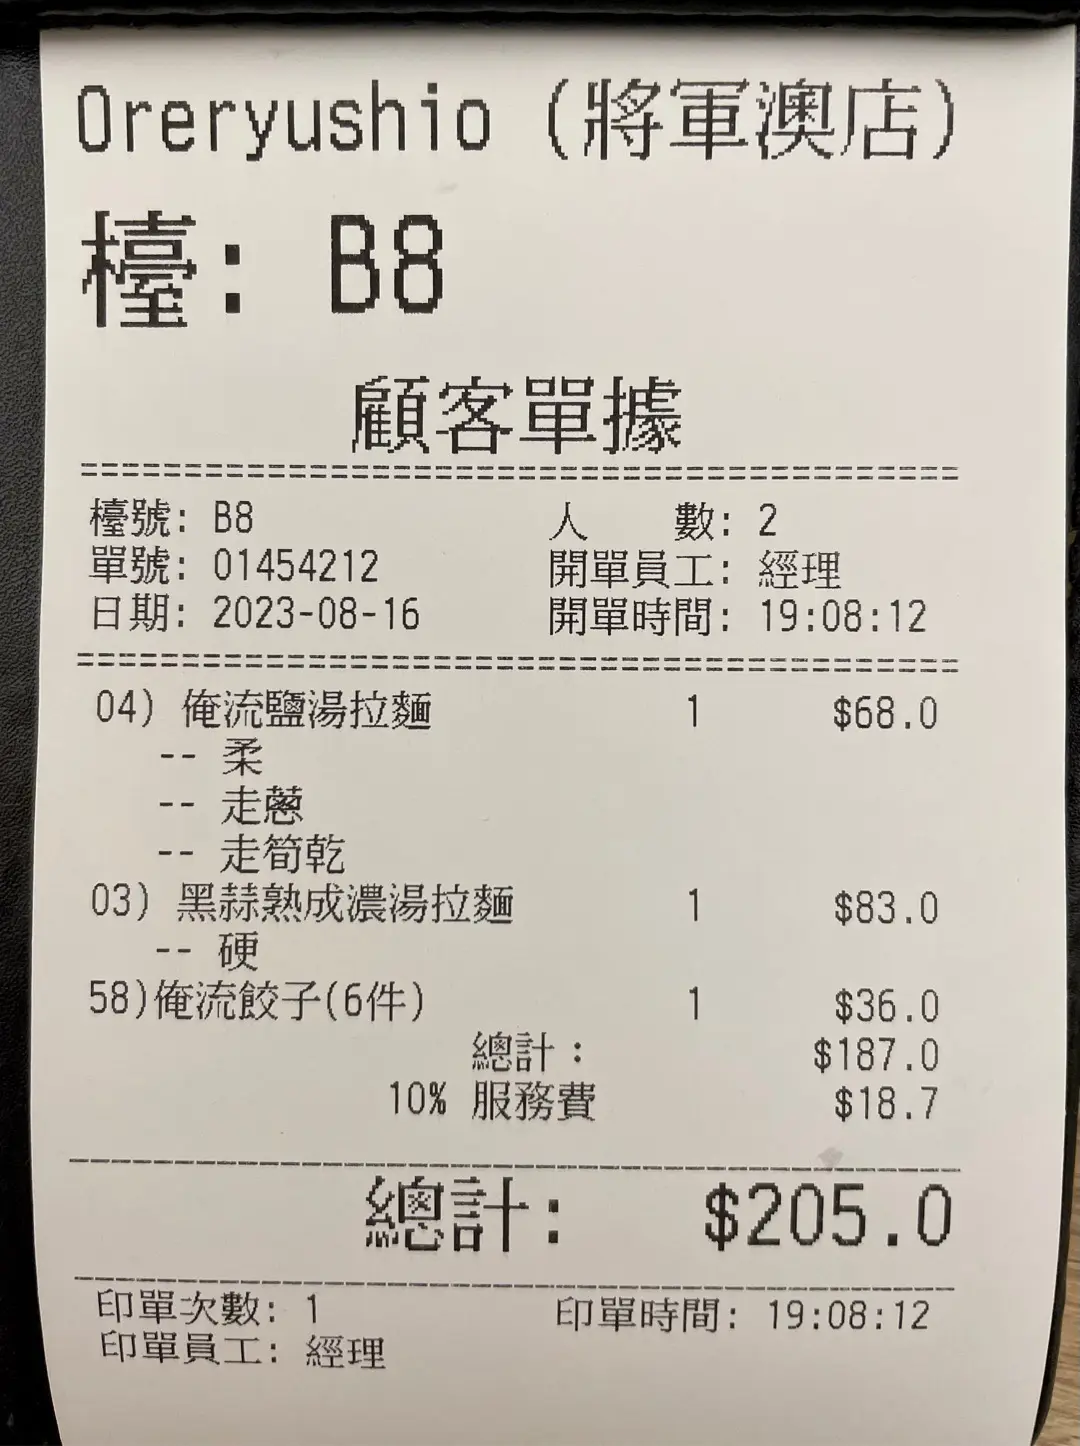 Oreryushio (將軍澳店)
檯: B8
顧客單據
檯號: B8 人 數: 2
單號: 01454212 開單員工: 經理
日期: 2023-08-16 開單時間: 19:08:12
04) 俺流鹽湯拉麵 1 $68.0
-- 柔
-- 走蔥
-- 走筍乾
03) 黑蒜熟成濃湯拉麵 1 $83.0
-- 硬
58)俺流餃子(6件) 1 $36.0
總計: $187.0
10% 服務費 $18.7
總計: $205.0
印單次數: 1 印單時間: 19:08:12
印單員工: 經理